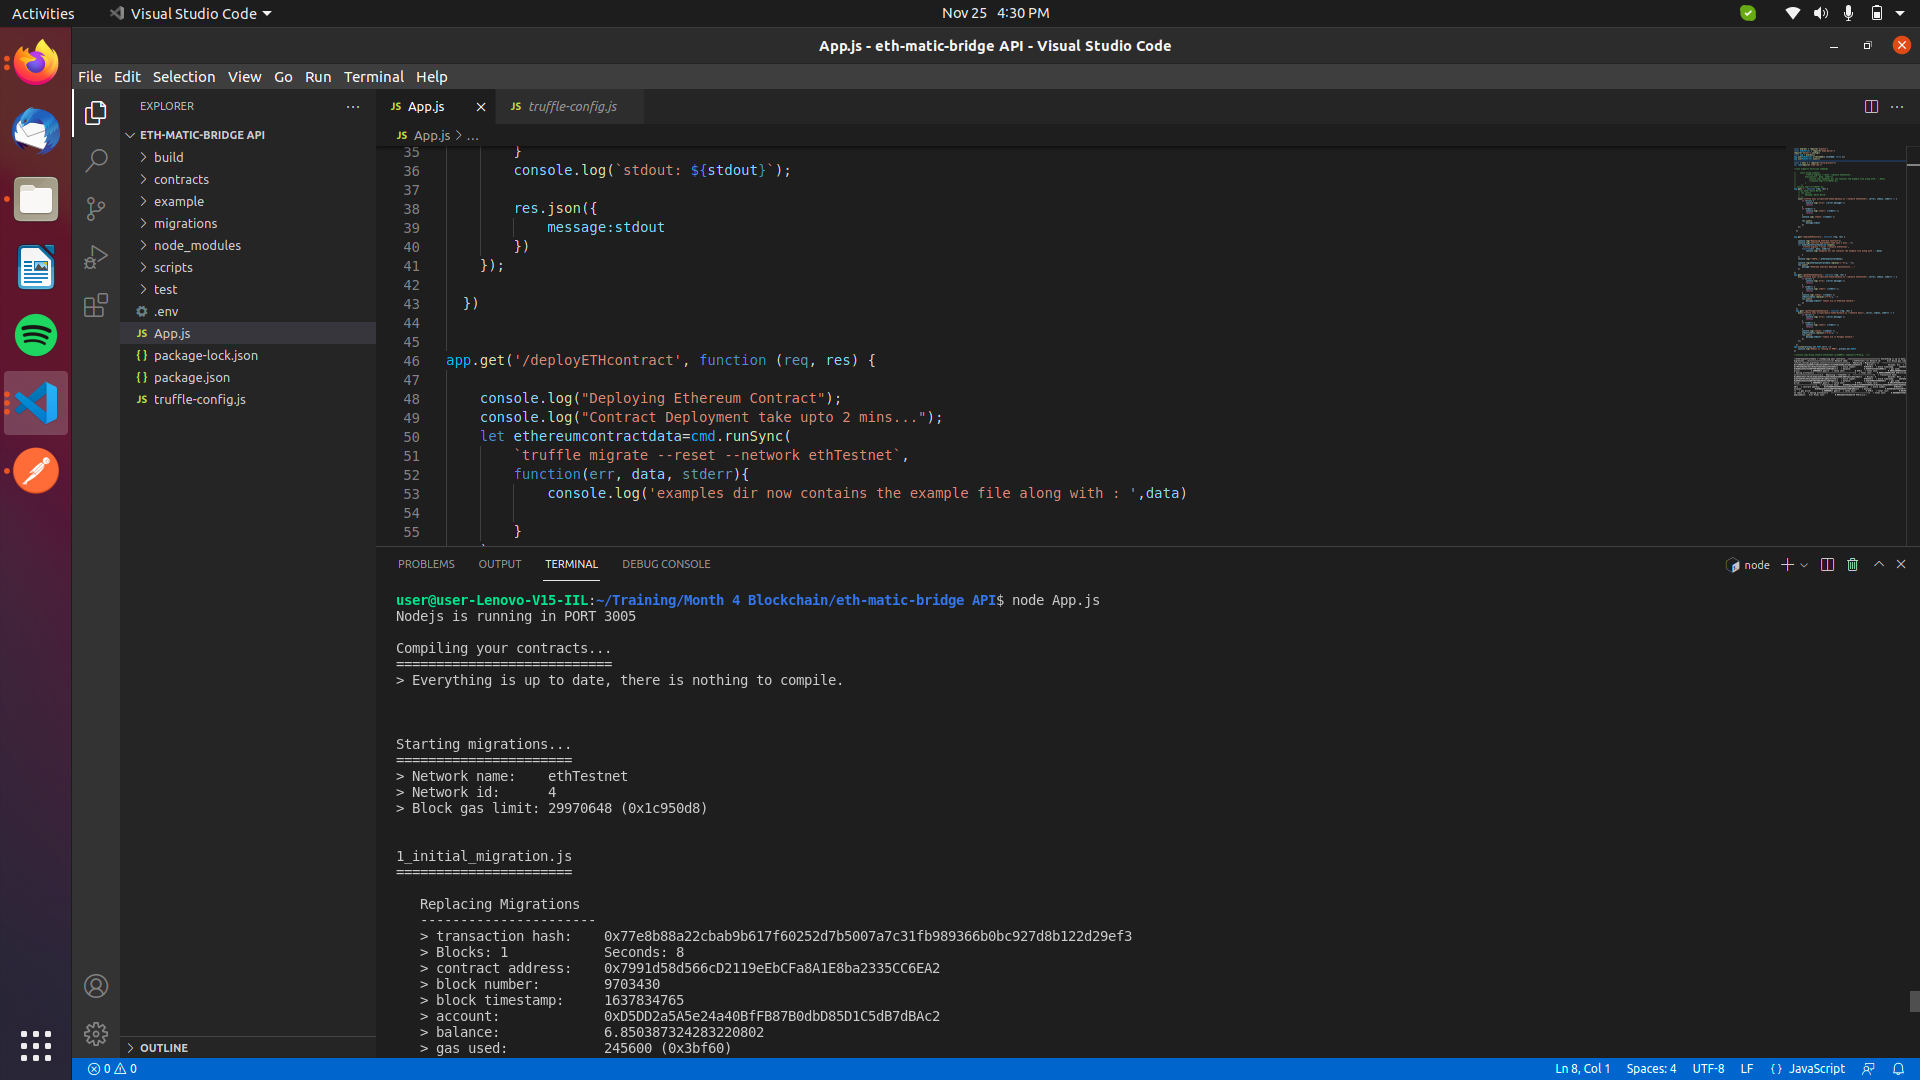 Activities
Visual Studio Code
Nov 25 4:30 PM
App.js - eth-matic-bridge API - Visual Studio Code
File Edit Selection View Go Run Terminal Help
EXPLORER
ETH-MATIC-BRIDGE API
build
contracts
example
migrations
node_modules
scripts
test
.env
JS App.js
{} package-lock.json
{} package.json
JS truffle-config.js
OUTLINE
JS App.js
JS truffle-config.js
JS App.js > ...
35 }
36 console.log(`stdout: ${stdout}`);
37
38 res.json({
39 message:stdout
40 })
41 });
42
43 })
44
45
46 app.get('/deployETHcontract', function (req, res) {
47
48 console.log("Deploying Ethereum Contract");
49 console.log("Contract Deployment take upto 2 mins...");
50 let ethereumcontractdata=cmd.runSync(
51 `truffle migrate --reset --network ethTestnet`,
52 function(err, data, stderr){
53 console.log('examples dir now contains the example file along with : ',data)
54
55 }
PROBLEMS OUTPUT TERMINAL DEBUG CONSOLE
node
user@user-Lenovo-V15-IIL:~/Training/Month 4 Blockchain/eth-matic-bridge API$ node App.js
Nodejs is running in PORT 3005
Compiling your contracts...
===========================
> Everything is up to date, there is nothing to compile.
Starting migrations...
======================
> Network name: ethTestnet
> Network id: 4
> Block gas limit: 29970648 (0x1c950d8)
1_initial_migration.js
======================
Replacing Migrations
----------------------
> transaction hash: 0x77e8b88a22cbab9b617f60252d7b5007a7c31fb989366b0bc927d8b122d29ef3
> Blocks: 1 Seconds: 8
> contract address: 0x7991d58d566cD2119eEbCFa8A1E8ba2335CC6EA2
> block number: 9703430
> block timestamp: 1637834765
> account: 0xD5DD2a5A5e24a40BfFB87B0dbD85D1C5dB7dBAc2
> balance: 6.850387324283220802
> gas used: 245600 (0x3bf60)
0 0
Ln 8, Col 1 Spaces: 4 UTF-8 LF {} JavaScript